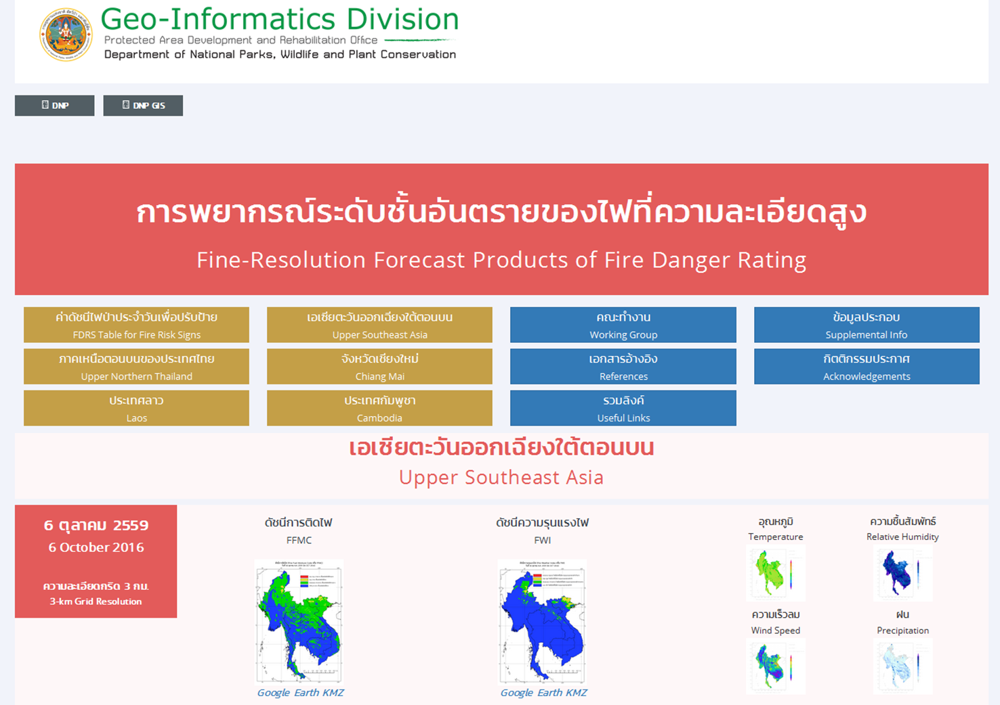 Geo-Informatics Division
Protected Area Development and Rehabilitation Office
Department of National Parks, Wildlife and Plant Conservation
DNP
DNP GIS
การพยากรณ์ระดับชั้นอันตรายของไฟที่ความละเอียดสูง
Fine-Resolution Forecast Products of Fire Danger Rating
ค่าดัชนีไฟป่าประจำวันเพื่อปรับป้าย
FDRS Table for Fire Risk Signs
เอเซียตะวันออกเฉียงใต้ตอนบน
Upper Southeast Asia
คณะทำงาน
Working Group
ข้อมูลประกอบ
Supplemental Info
ภาคเหนือตอนบนของประเทศไทย
Upper Northern Thailand
จังหวัดเชียงใหม่
Chiang Mai
เอกสารอ้างอิง
References
กิตติกรรมประกาศ
Acknowledgements
ประเทศลาว
Laos
ประเทศกัมพูชา
Cambodia
รวมลิงค์
Useful Links
เอเซียตะวันออกเฉียงใต้ตอนบน
Upper Southeast Asia
6 ตุลาคม 2559
6 October 2016
ความละเอียดกริด 3 กม.
3-km Grid Resolution
ดัชนีการติดไฟ
FFMC
Google Earth KMZ
ดัชนีความรุนแรงไฟ
FWI
Google Earth KMZ
อุณหภูมิ
Temperature
ความชื้นสัมพัทธ์
Relative Humidity
ความเร็วลม
Wind Speed
ฝน
Precipitation